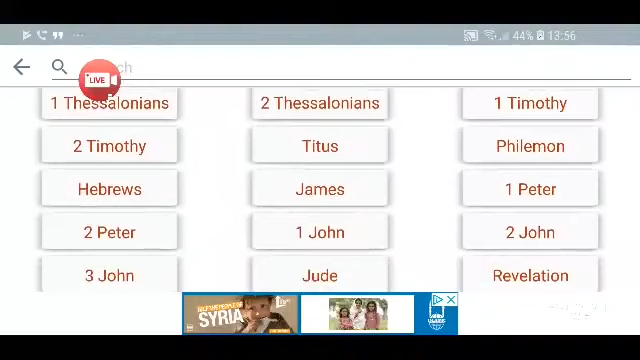 44% 13:56
LIVE ch
1 Thessalonians 2 Thessalonians 1 Timothy
2 Timothy Titus Philemon
Hebrews James 1 Peter
2 Peter 1 John 2 John
3 John Jude Revelation
SYRIA